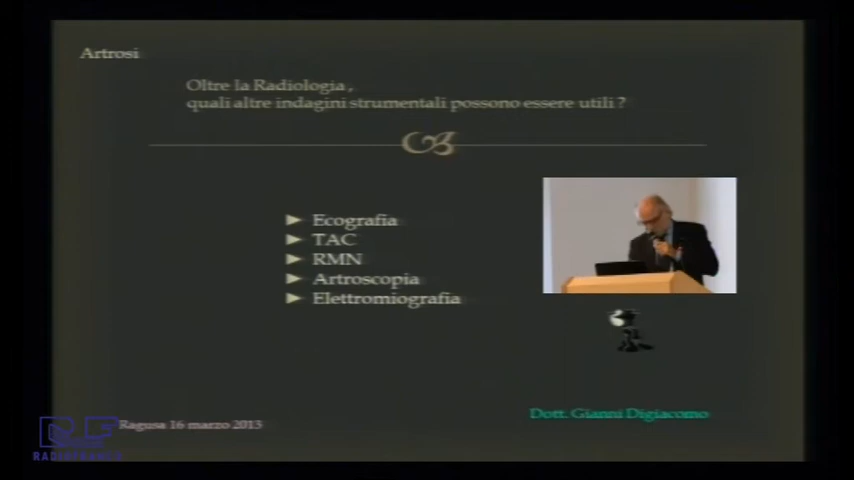 Artrosi
Oltre la Radiologia,
quali altre indagini strumentali possono essere utili ?
Ecografia
TAC
RMN
Artroscopia
Elettromiografia
Dott. Gianni Digiacomo
Ragusa 16 marzo 2013